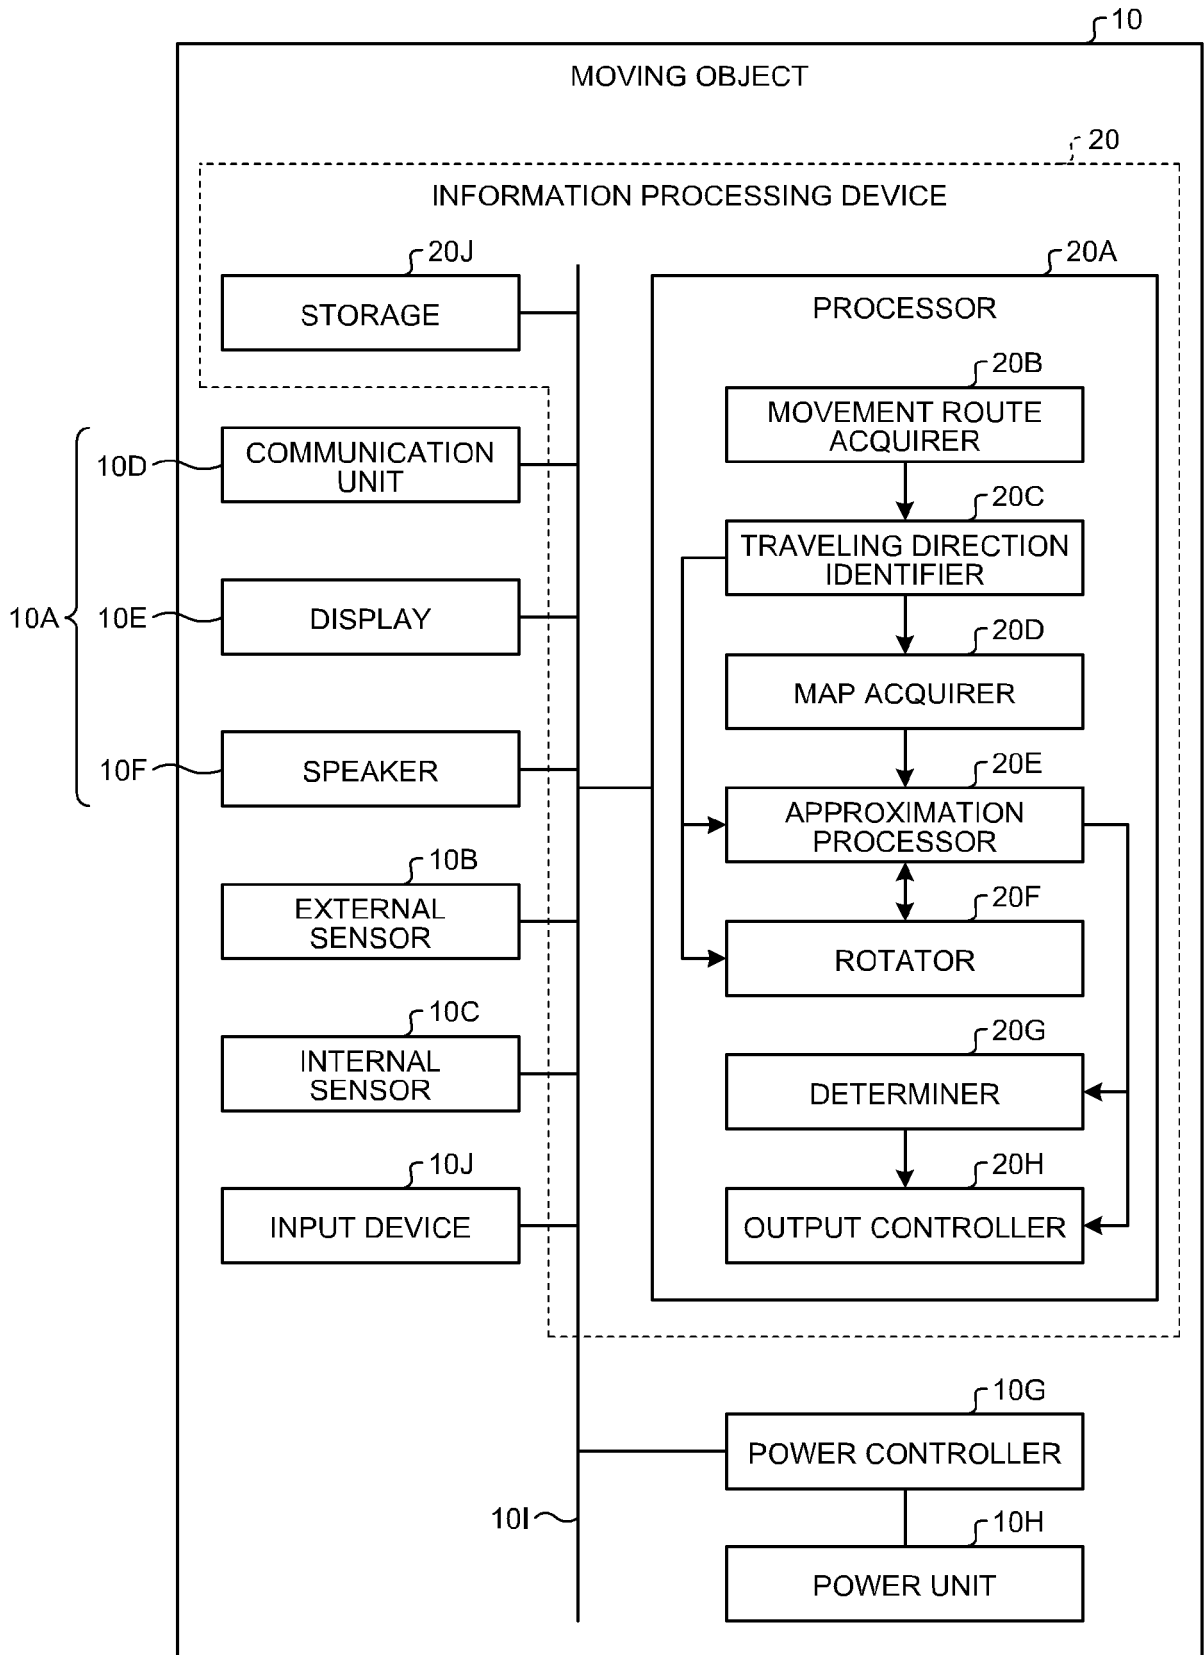 10
MOVING OBJECT
20
INFORMATION PROCESSING DEVICE
20J
STORAGE
20A
PROCESSOR
20B
MOVEMENT ROUTE
ACQUIRER
10A
10D
COMMUNICATION
UNIT
20C
TRAVELING DIRECTION
IDENTIFIER
10E
DISPLAY
20D
MAP ACQUIRER
10F
SPEAKER
20E
APPROXIMATION
PROCESSOR
10B
EXTERNAL
SENSOR
20F
ROTATOR
10C
INTERNAL
SENSOR
20G
DETERMINER
10J
INPUT DEVICE
20H
OUTPUT CONTROLLER
10G
POWER CONTROLLER
10I
10H
POWER UNIT